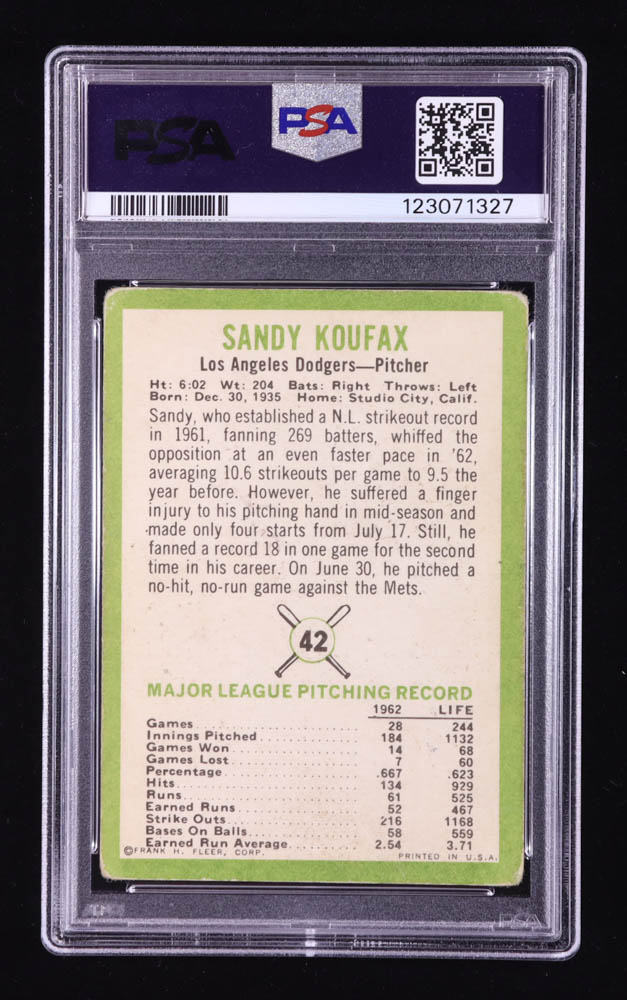 PSA
PSA
123071327
SANDY KOUFAX
Los Angeles Dodgers—Pitcher
Ht: 6:02 Wt: 204 Bats: Right Throws: Left
Born: Dec. 30, 1935 Home: Studio City, Calif.
Sandy, who established a N.L. strikeout record
in 1961, fanning 269 batters, whiffed the
opposition at an even faster pace in '62,
averaging 10.6 strikeouts per game to 9.5 the
year before. However, he suffered a finger
injury to his pitching hand in mid-season and
made only four starts from July 17. Still, he
fanned a record 18 in one game for the second
time in his career. On June 30, he pitched a
no-hit, no-run game against the Mets.
42
MAJOR LEAGUE PITCHING RECORD
1962 LIFE
Games 28 244
Innings Pitched 184 1132
Games Won 14 68
Games Lost 7 60
Percentage .667 .623
Hits 134 929
Runs 61 525
Earned Runs 52 467
Strike Outs 216 1168
Bases On Balls 58 559
Earned Run Average 2.54 3.71
©FRANK H. FLEER, CORP. PRINTED IN U.S.A.
PSA